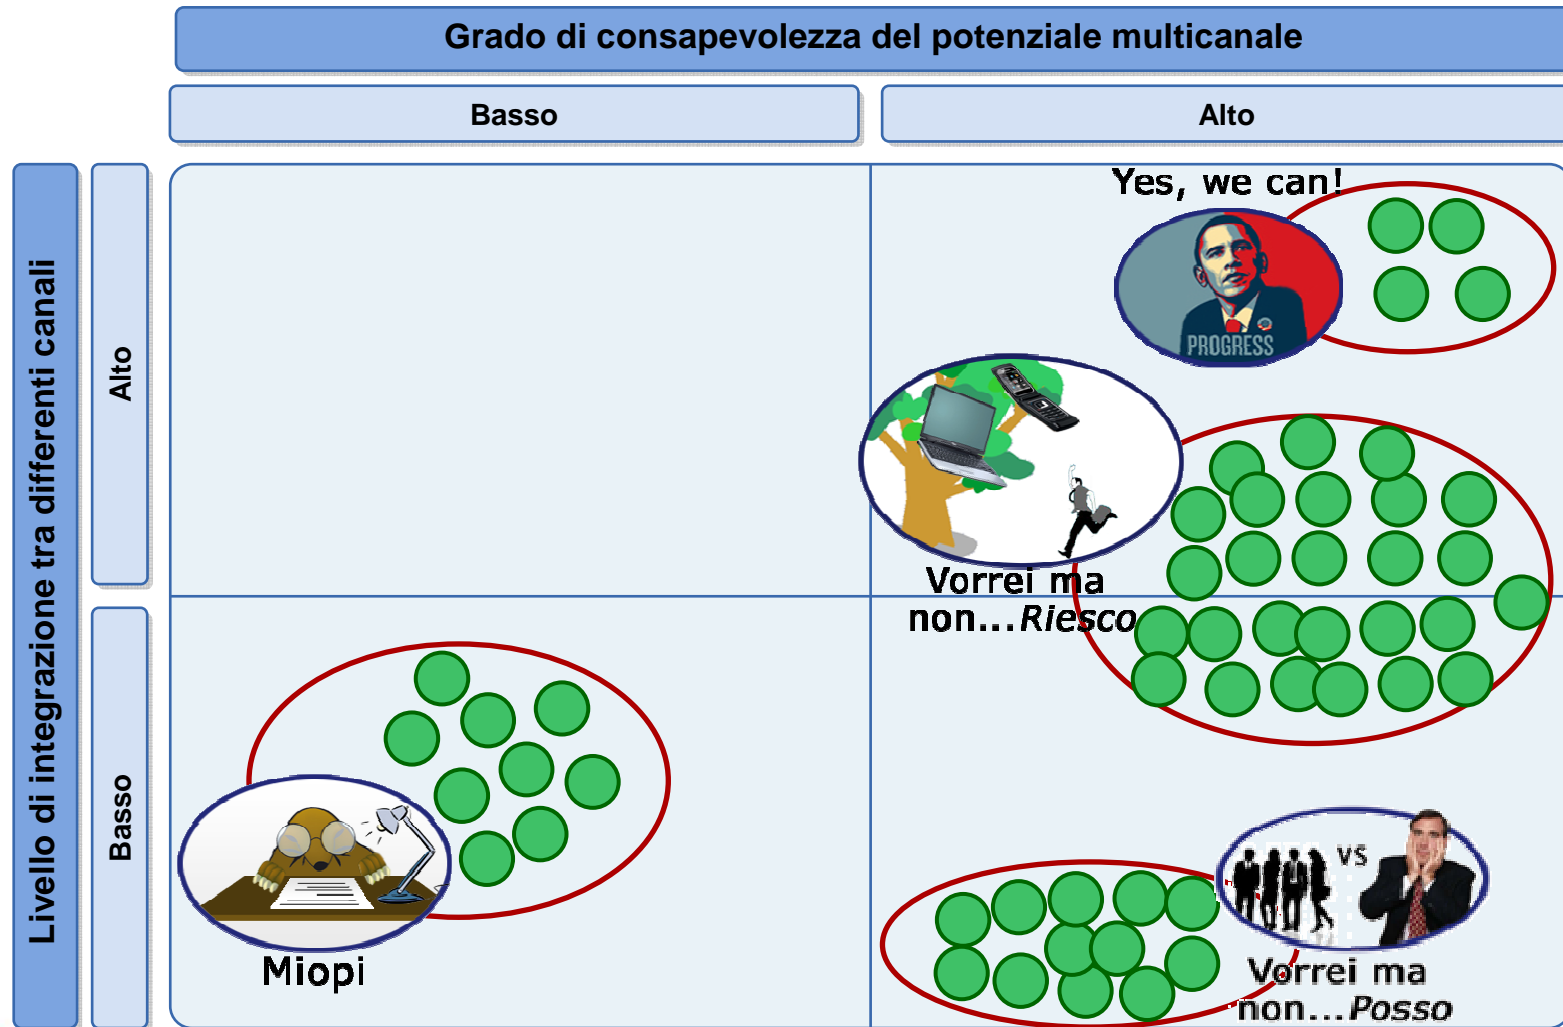 Grado di consapevolezza del potenziale multicanale
Basso
Alto
Livello di integrazione tra differenti canali
Alto
Basso
Yes, we can!
PROGRESS
Vorrei ma
non...Riesco
Miopi
VS
Vorrei ma
non...Posso